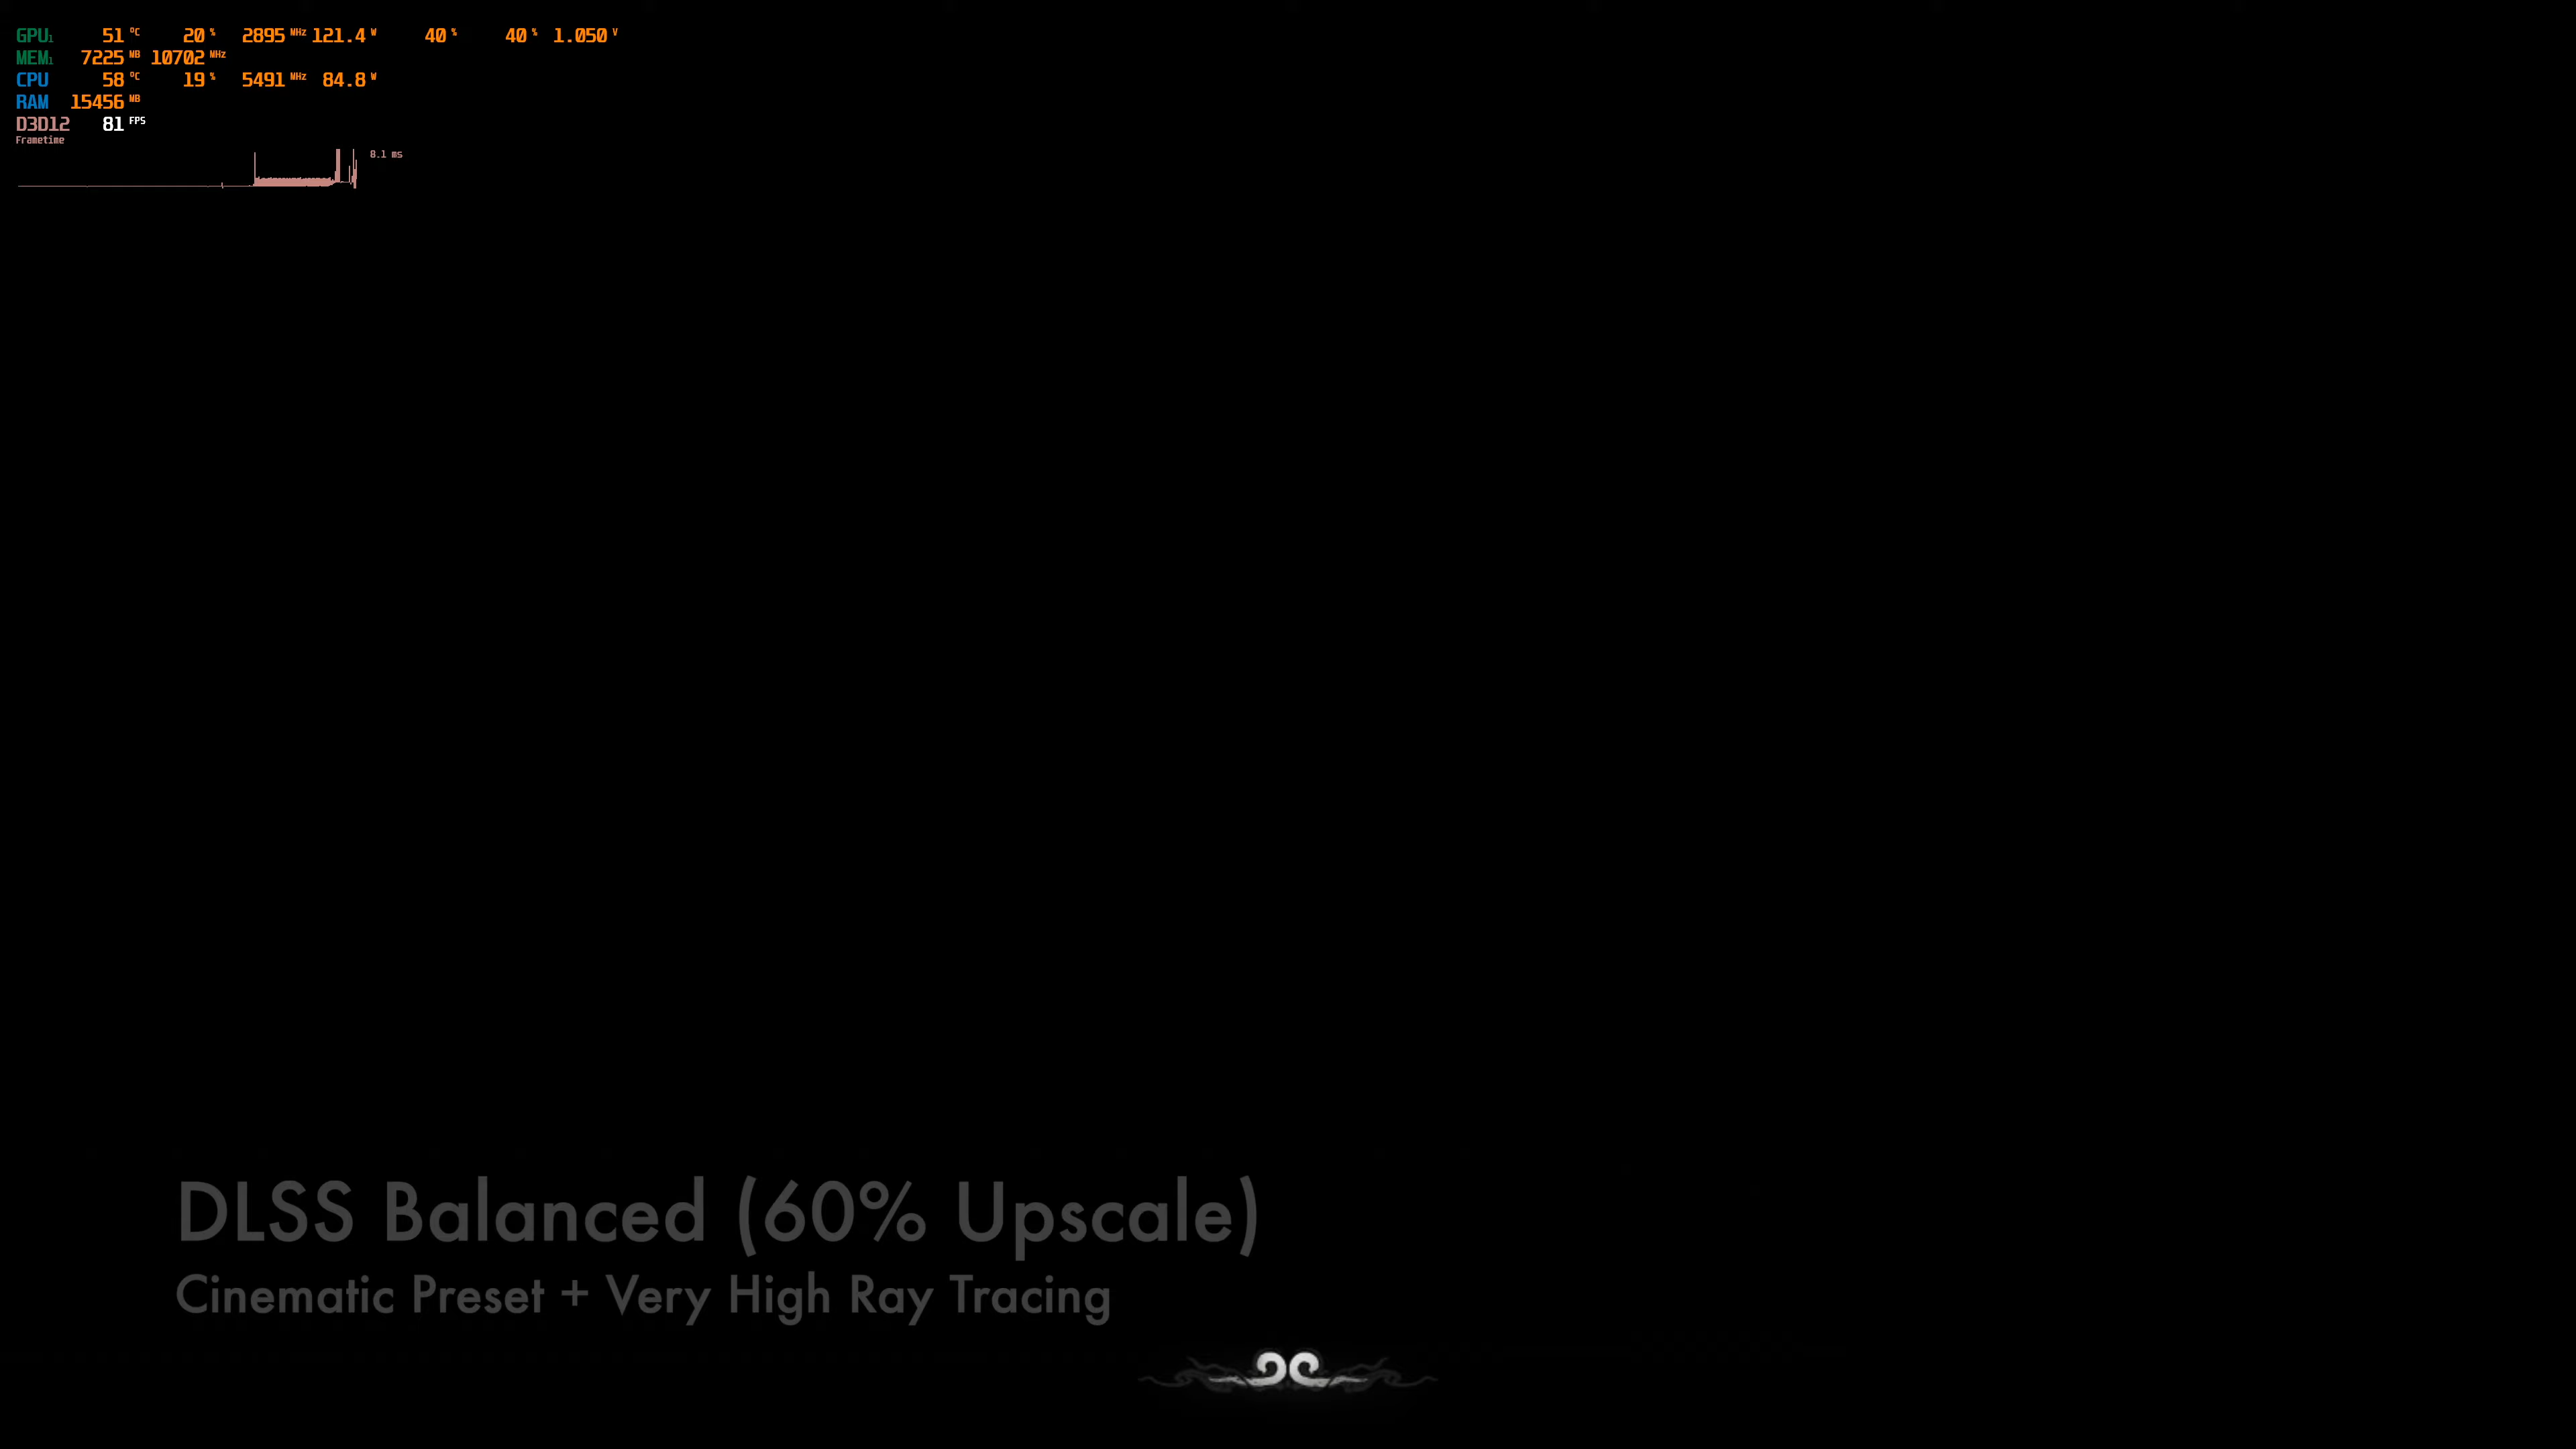 GPU1 51 °C 20 % 2895 MHz 121.4 W 40 % 40 % 1.050 V
MEM1 7225 MB 10702 MHz
CPU 58 °C 19 % 5491 MHz 84.8 W
RAM 15456 MB
D3D12 81 FPS
Frametime
8.1 ms
DLSS Balanced (60% Upscale)
Cinematic Preset + Very High Ray Tracing